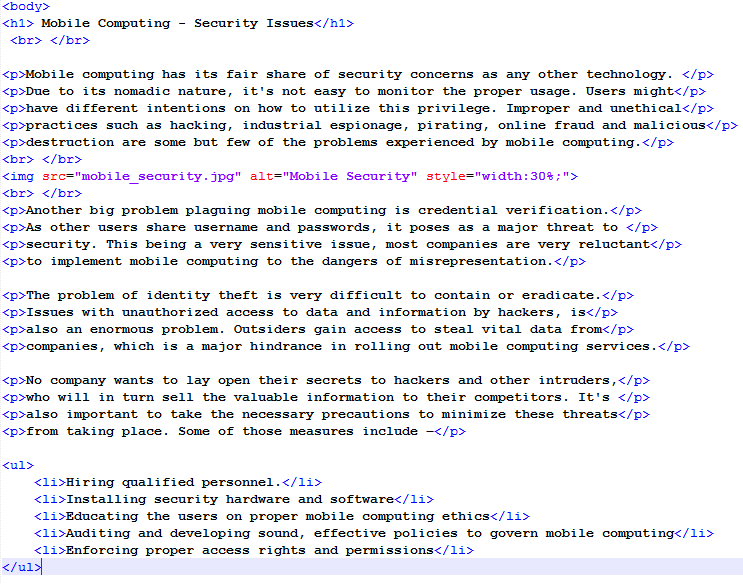 <body>
<h1> Mobile Computing - Security Issues</h1>
<br> </br>
<p>Mobile computing has its fair share of security concerns as any other technology. </p>
<p>Due to its nomadic nature, it's not easy to monitor the proper usage. Users might</p>
<p>have different intentions on how to utilize this privilege. Improper and unethical</p>
<p>practices such as hacking, industrial espionage, pirating, online fraud and malicious</p>
<p>destruction are some but few of the problems experienced by mobile computing.</p>
<br> </br>
<img src="mobile_security.jpg" alt="Mobile Security" style="width:30%;">
<br> </br>
<p>Another big problem plaguing mobile computing is credential verification.</p>
<p>As other users share username and passwords, it poses as a major threat to </p>
<p>security. This being a very sensitive issue, most companies are very reluctant</p>
<p>to implement mobile computing to the dangers of misrepresentation.</p>
<p>The problem of identity theft is very difficult to contain or eradicate.</p>
<p>Issues with unauthorized access to data and information by hackers, is</p>
<p>also an enormous problem. Outsiders gain access to steal vital data from</p>
<p>companies, which is a major hindrance in rolling out mobile computing services.</p>
<p>No company wants to lay open their secrets to hackers and other intruders,</p>
<p>who will in turn sell the valuable information to their competitors. It's </p>
<p>also important to take the necessary precautions to minimize these threats</p>
<p>from taking place. Some of those measures include −</p>
<ul>
<li>Hiring qualified personnel.</li>
<li>Installing security hardware and software</li>
<li>Educating the users on proper mobile computing ethics</li>
<li>Auditing and developing sound, effective policies to govern mobile computing</li>
<li>Enforcing proper access rights and permissions</li>
</ul>